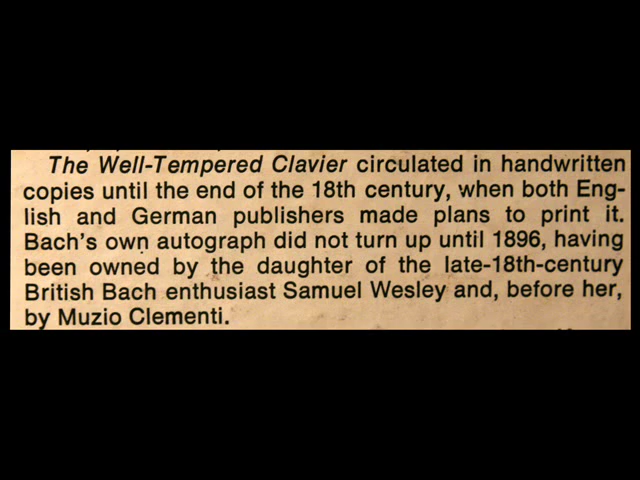 The Well-Tempered Clavier circulated in handwritten
copies until the end of the 18th century, when both Eng-
lish and German publishers made plans to print it.
Bach's own autograph did not turn up until 1896, having
been owned by the daughter of the late-18th-century
British Bach enthusiast Samuel Wesley and, before her,
by Muzio Clementi.